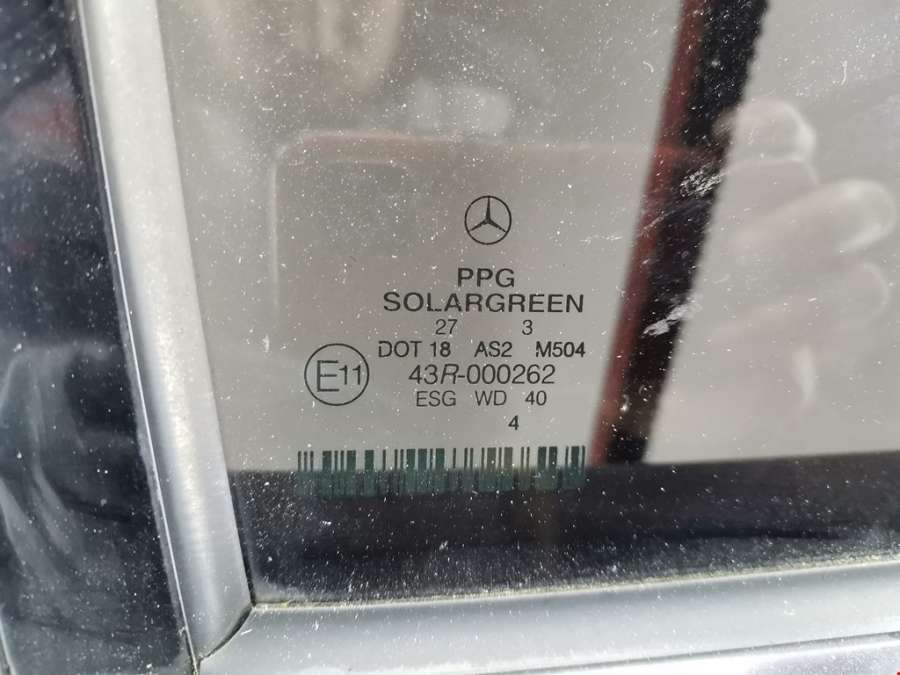 PPG
SOLARGREEN
27 3
DOT 18 AS2 M504
E11 43R-000262
ESG WD 40
4